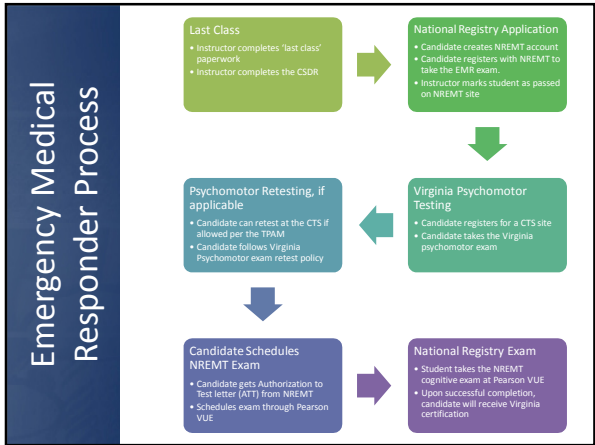 Emergency Medical
Responder Process
Last Class
• Instructor completes ‘last class’
paperwork
• Instructor completes the CSDR
National Registry Application
• Candidate creates NREMT account
• Candidate registers with NREMT to
take the EMR exam.
• Instructor marks student as passed
on NREMT site
Virginia Psychomotor
Testing
• Candidate registers for a CTS site
• Candidate takes the Virginia
psychomotor exam
Psychomotor Retesting, if
applicable
• Candidate can retest at the CTS if
allowed per the TPAM
• Candidate follows Virginia
Psychomotor exam retest policy
Candidate Schedules
NREMT Exam
• Candidate gets Authorization to
Test letter (ATT) from NREMT
• Schedules exam through Pearson
VUE
National Registry Exam
• Student takes the NREMT
cognitive exam at Pearson VUE
• Upon successful completion,
candidate will receive Virginia
certification